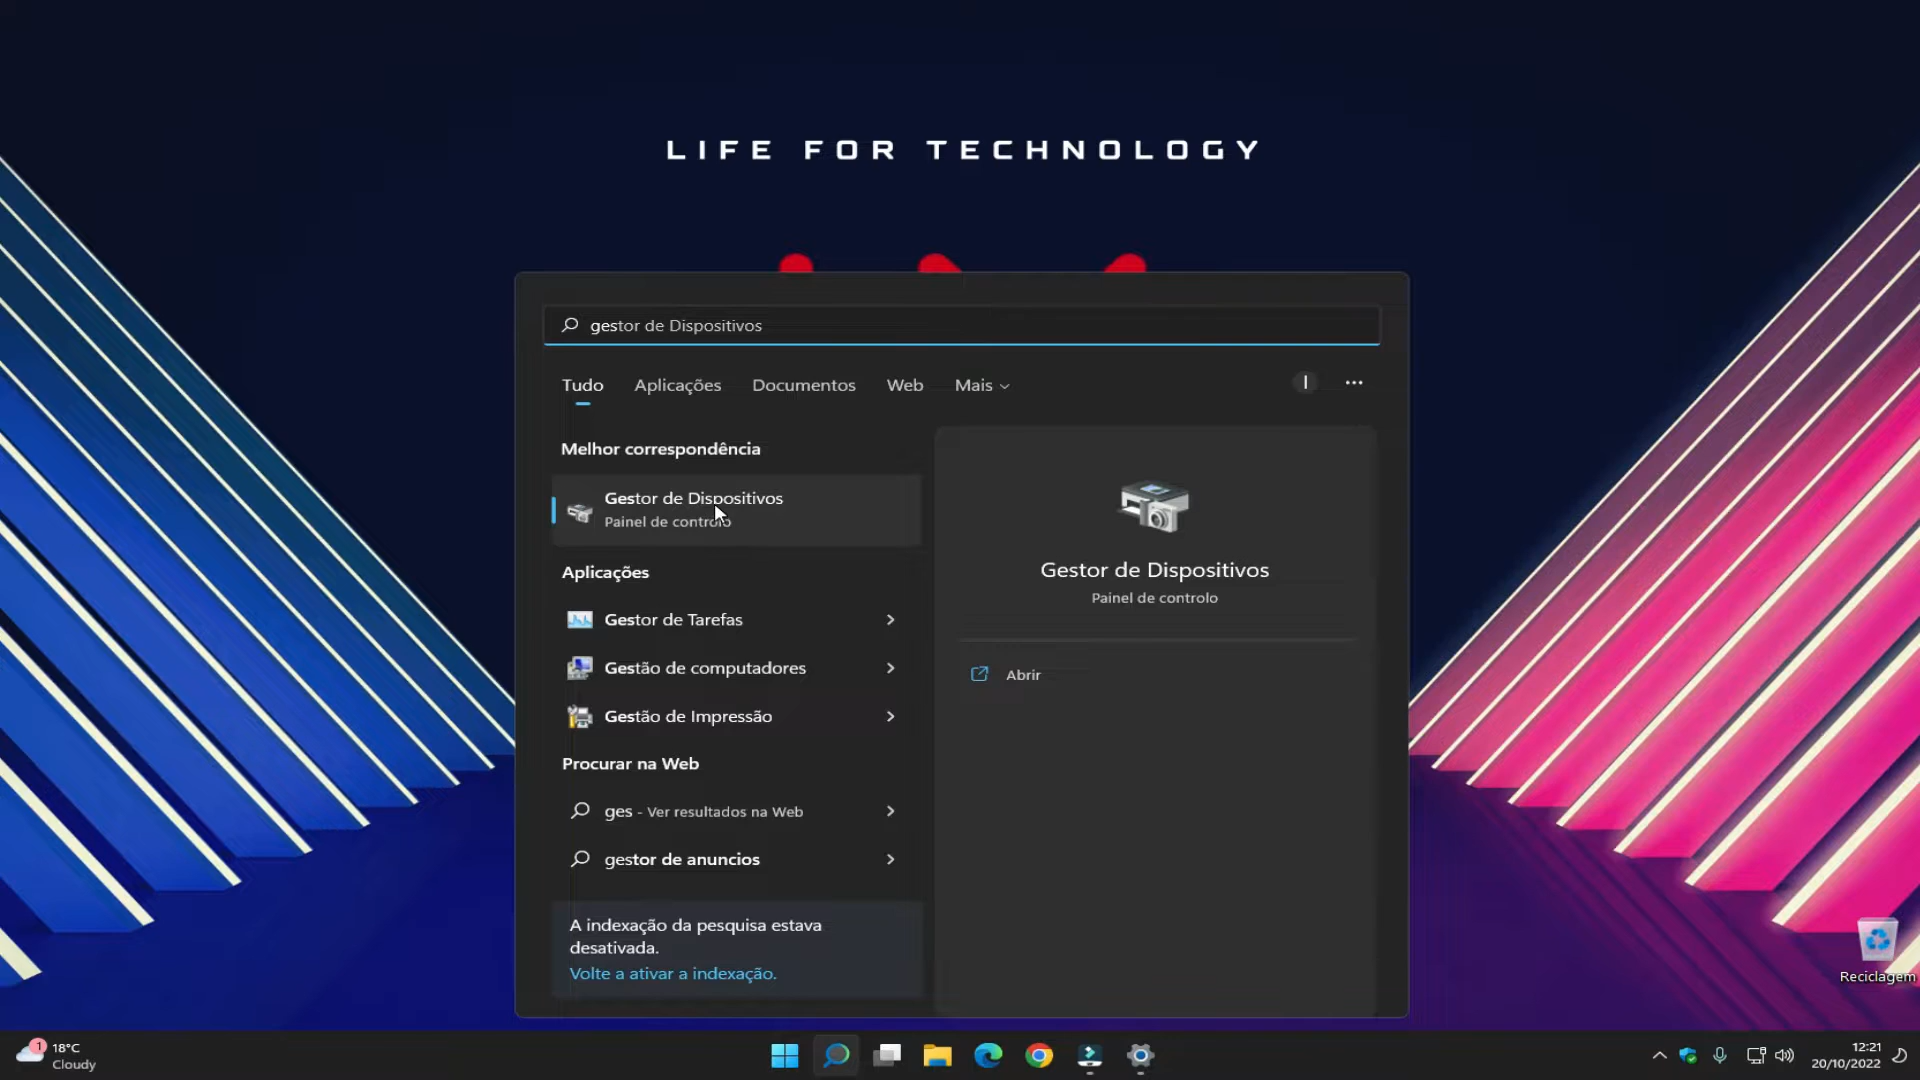 LIFE FOR TECHNOLOGY
gestor de Dispositivos
Tudo Aplicações Documentos Web Mais
I
Melhor correspondência
Gestor de Dispositivos
Painel de controlo
Aplicações
Gestor de Tarefas
Gestão de computadores
Gestão de Impressão
Procurar na Web
ges - Ver resultados na Web
gestor de anuncios
A indexação da pesquisa estava
desativada.
Volte a ativar a indexação.
Gestor de Dispositivos
Painel de controlo
Abrir
Reciclagem
1
18°C
Cloudy
12:21
20/10/2022